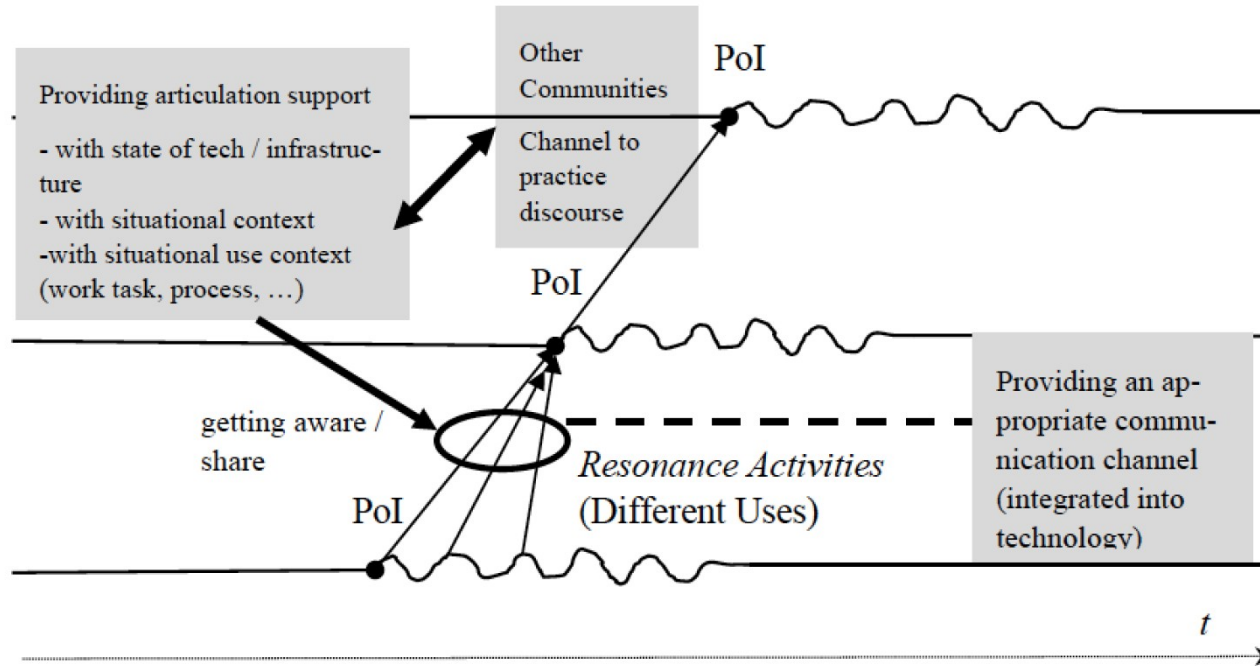 Providing articulation support
- with state of tech / infrastruc-
ture
- with situational context
-with situational use context
(work task, process, …)
Other
Communities
Channel to
practice
discourse
PoI
PoI
getting aware /
share
PoI
Resonance Activities
(Different Uses)
Providing an ap-
propriate commu-
nication channel
(integrated into
technology)
t